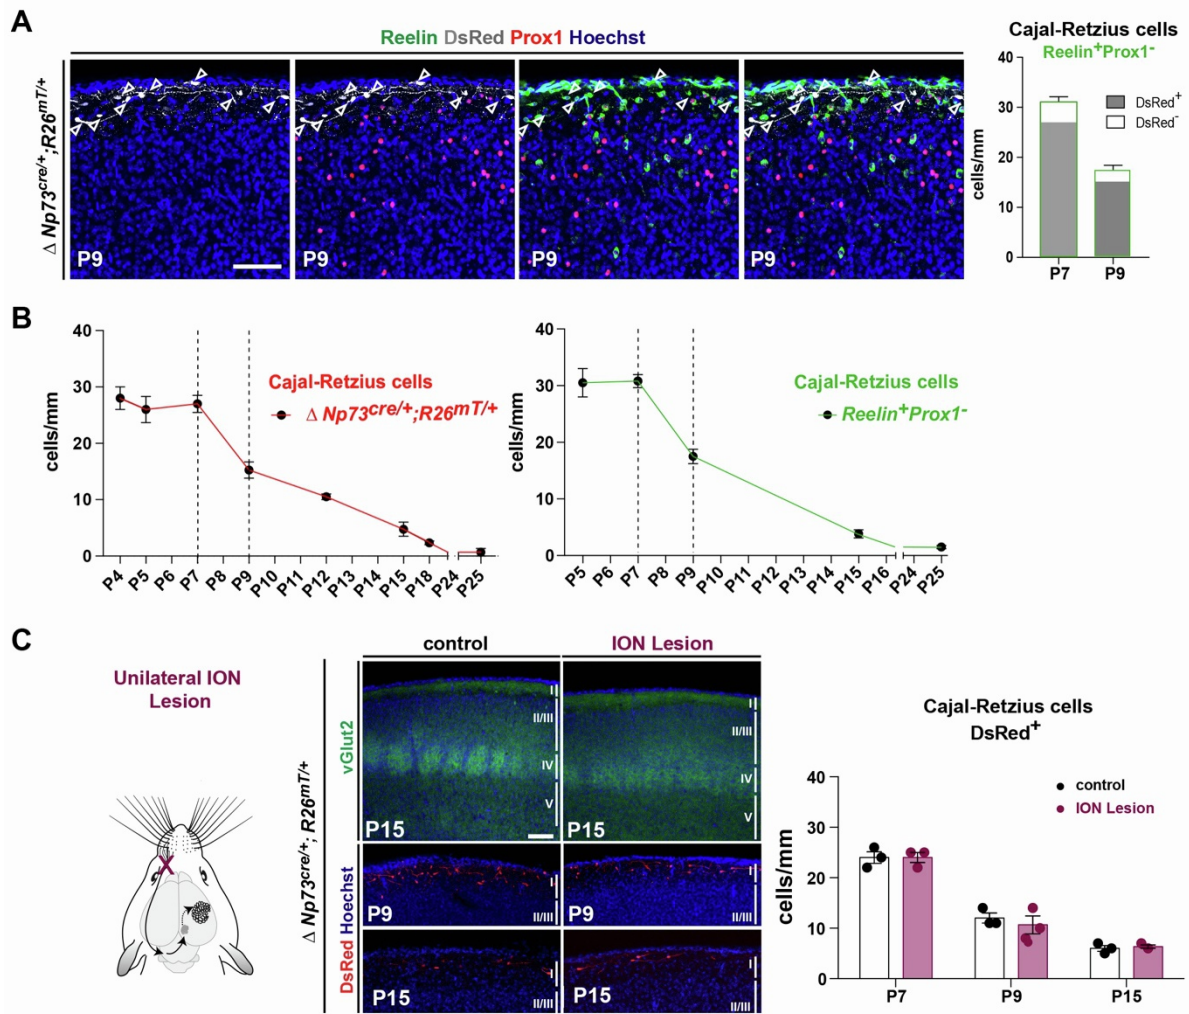 A
Reelin DsRed Prox1 Hoechst
Δ Np73cre/+;R26mT/+
P9
P9
P9
P9
Cajal-Retzius cells
Reelin+Prox1-
40
30
20
10
0
cells/mm
DsRed+
DsRed-
P7
P9
B
40
30
20
10
0
cells/mm
Cajal-Retzius cells
Δ Np73cre/+;R26mT/+
P4
P5
P6
P7
P8
P9
P10
P11
P12
P13
P14
P15
P18
P24
P25
40
30
20
10
0
cells/mm
Cajal-Retzius cells
Reelin+Prox1-
P5
P6
P7
P8
P9
P10
P11
P12
P13
P14
P15
P16
P24
P25
C
Unilateral ION
Lesion
X
Δ Np73cre/+; R26mT/+
control
ION Lesion
vGlut2
I
II/III
IV
V
P15
I
II/III
IV
V
P15
DsRed Hoechst
I
II/III
P9
I
II/III
P9
I
II/III
P15
I
II/III
P15
Cajal-Retzius cells
DsRed+
control
ION Lesion
40
30
20
10
0
cells/mm
P7
P9
P15